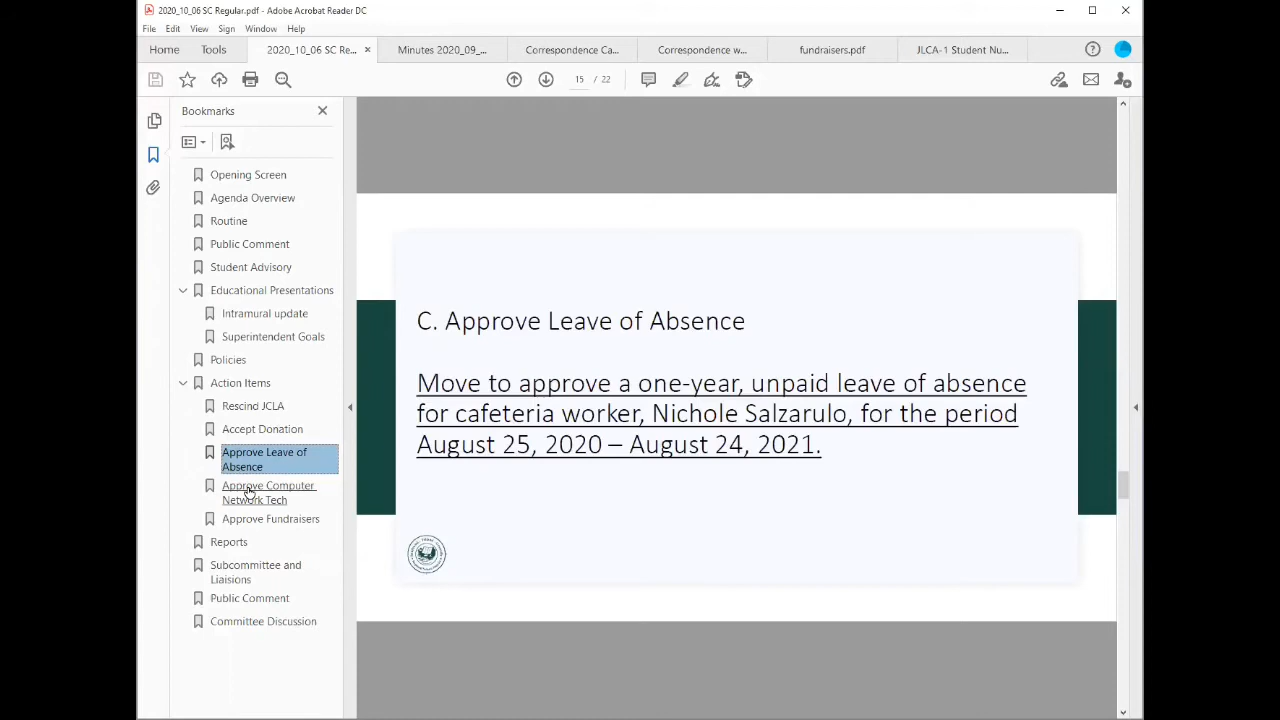 2020_10_06 SC Regular.pdf - Adobe Acrobat Reader DC
File Edit View Sign Window Help
Home Tools 2020_10_06 SC Re... × Minutes 2020_09_... Correspondence Ca... Correspondence w... fundraisers.pdf JLCA-1 Student Nu...
15 / 22
Bookmarks
Opening Screen
Agenda Overview
Routine
Public Comment
Student Advisory
Educational Presentations
Intramural update
Superintendent Goals
Policies
Action Items
Rescind JCLA
Accept Donation
Approve Leave of
Absence
Approve Computer
Network Tech
Approve Fundraisers
Reports
Subcommittee and
Liaisions
Public Comment
Committee Discussion
C. Approve Leave of Absence
Move to approve a one-year, unpaid leave of absence
for cafeteria worker, Nichole Salzarulo, for the period
August 25, 2020 – August 24, 2021.